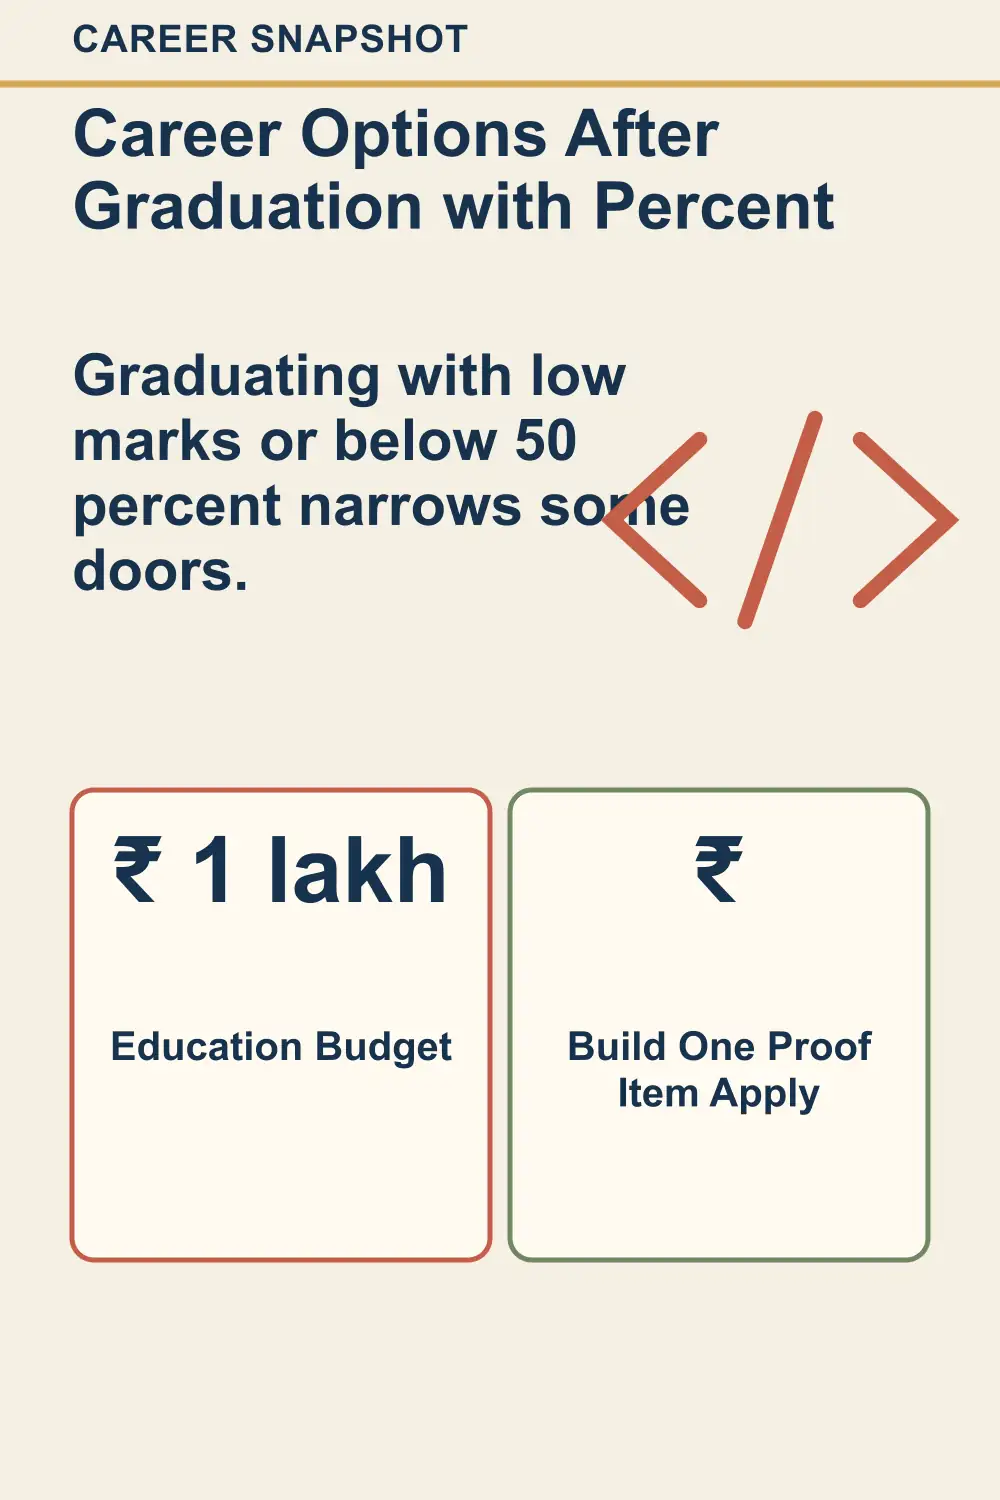 CAREER SNAPSHOT
Career Options After
Graduation with Percent
Graduating with low
marks or below 50
percent narrows some
doors.
₹ 1 lakh
Education Budget
₹
Build One Proof
Item Apply